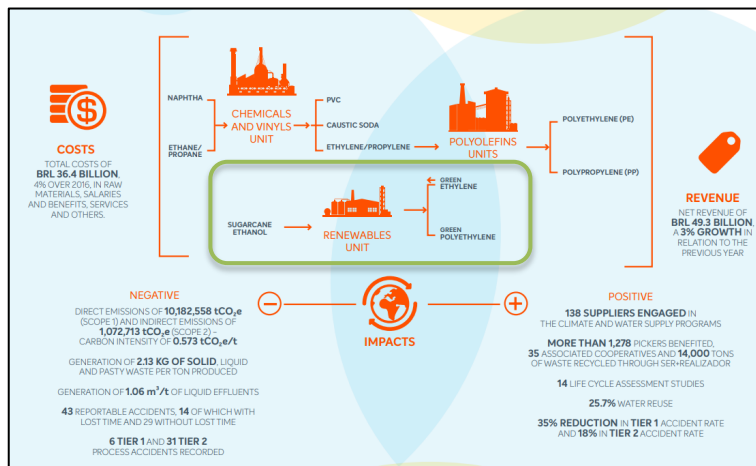 COSTS
TOTAL COSTS OF
BRL 36.4 BILLION,
4% OVER 2016, IN RAW
MATERIALS, SALARIES
AND BENEFITS, SERVICES
AND OTHERS.
NAPHTHA
ETHANE/
PROPANE
CHEMICALS
AND VINYLS
UNIT
PVC
CAUSTIC SODA
ETHYLENE/PROPYLENE
POLYOLEFINS
UNITS
POLYETHYLENE (PE)
POLYPROPYLENE (PP)
SUGARCANE
ETHANOL
RENEWABLES
UNIT
GREEN
ETHYLENE
GREEN
POLYETHYLENE
REVENUE
NET REVENUE OF
BRL 49.3 BILLION,
A 3% GROWTH IN
RELATION TO THE
PREVIOUS YEAR
NEGATIVE
DIRECT EMISSIONS OF 10,182,558 tCO₂e
(SCOPE 1) AND INDIRECT EMISSIONS OF
1,072,713 tCO₂e (SCOPE 2) –
CARBON INTENSITY OF 0.573 tCO₂e/t
GENERATION OF 2.13 KG OF SOLID, LIQUID
AND PASTY WASTE PER TON PRODUCED
GENERATION OF 1.06 m³/t OF LIQUID EFFLUENTS
43 REPORTABLE ACCIDENTS, 14 OF WHICH WITH
LOST TIME AND 29 WITHOUT LOST TIME
6 TIER 1 AND 31 TIER 2
PROCESS ACCIDENTS RECORDED
IMPACTS
POSITIVE
138 SUPPLIERS ENGAGED IN
THE CLIMATE AND WATER SUPPLY PROGRAMS
MORE THAN 1,278 PICKERS BENEFITED,
35 ASSOCIATED COOPERATIVES AND 14,000 TONS
OF WASTE RECYCLED THROUGH SER+REALIZADOR
14 LIFE CYCLE ASSESSMENT STUDIES
25.7% WATER REUSE
35% REDUCTION IN TIER 1 ACCIDENT RATE
AND 18% IN TIER 2 ACCIDENT RATE